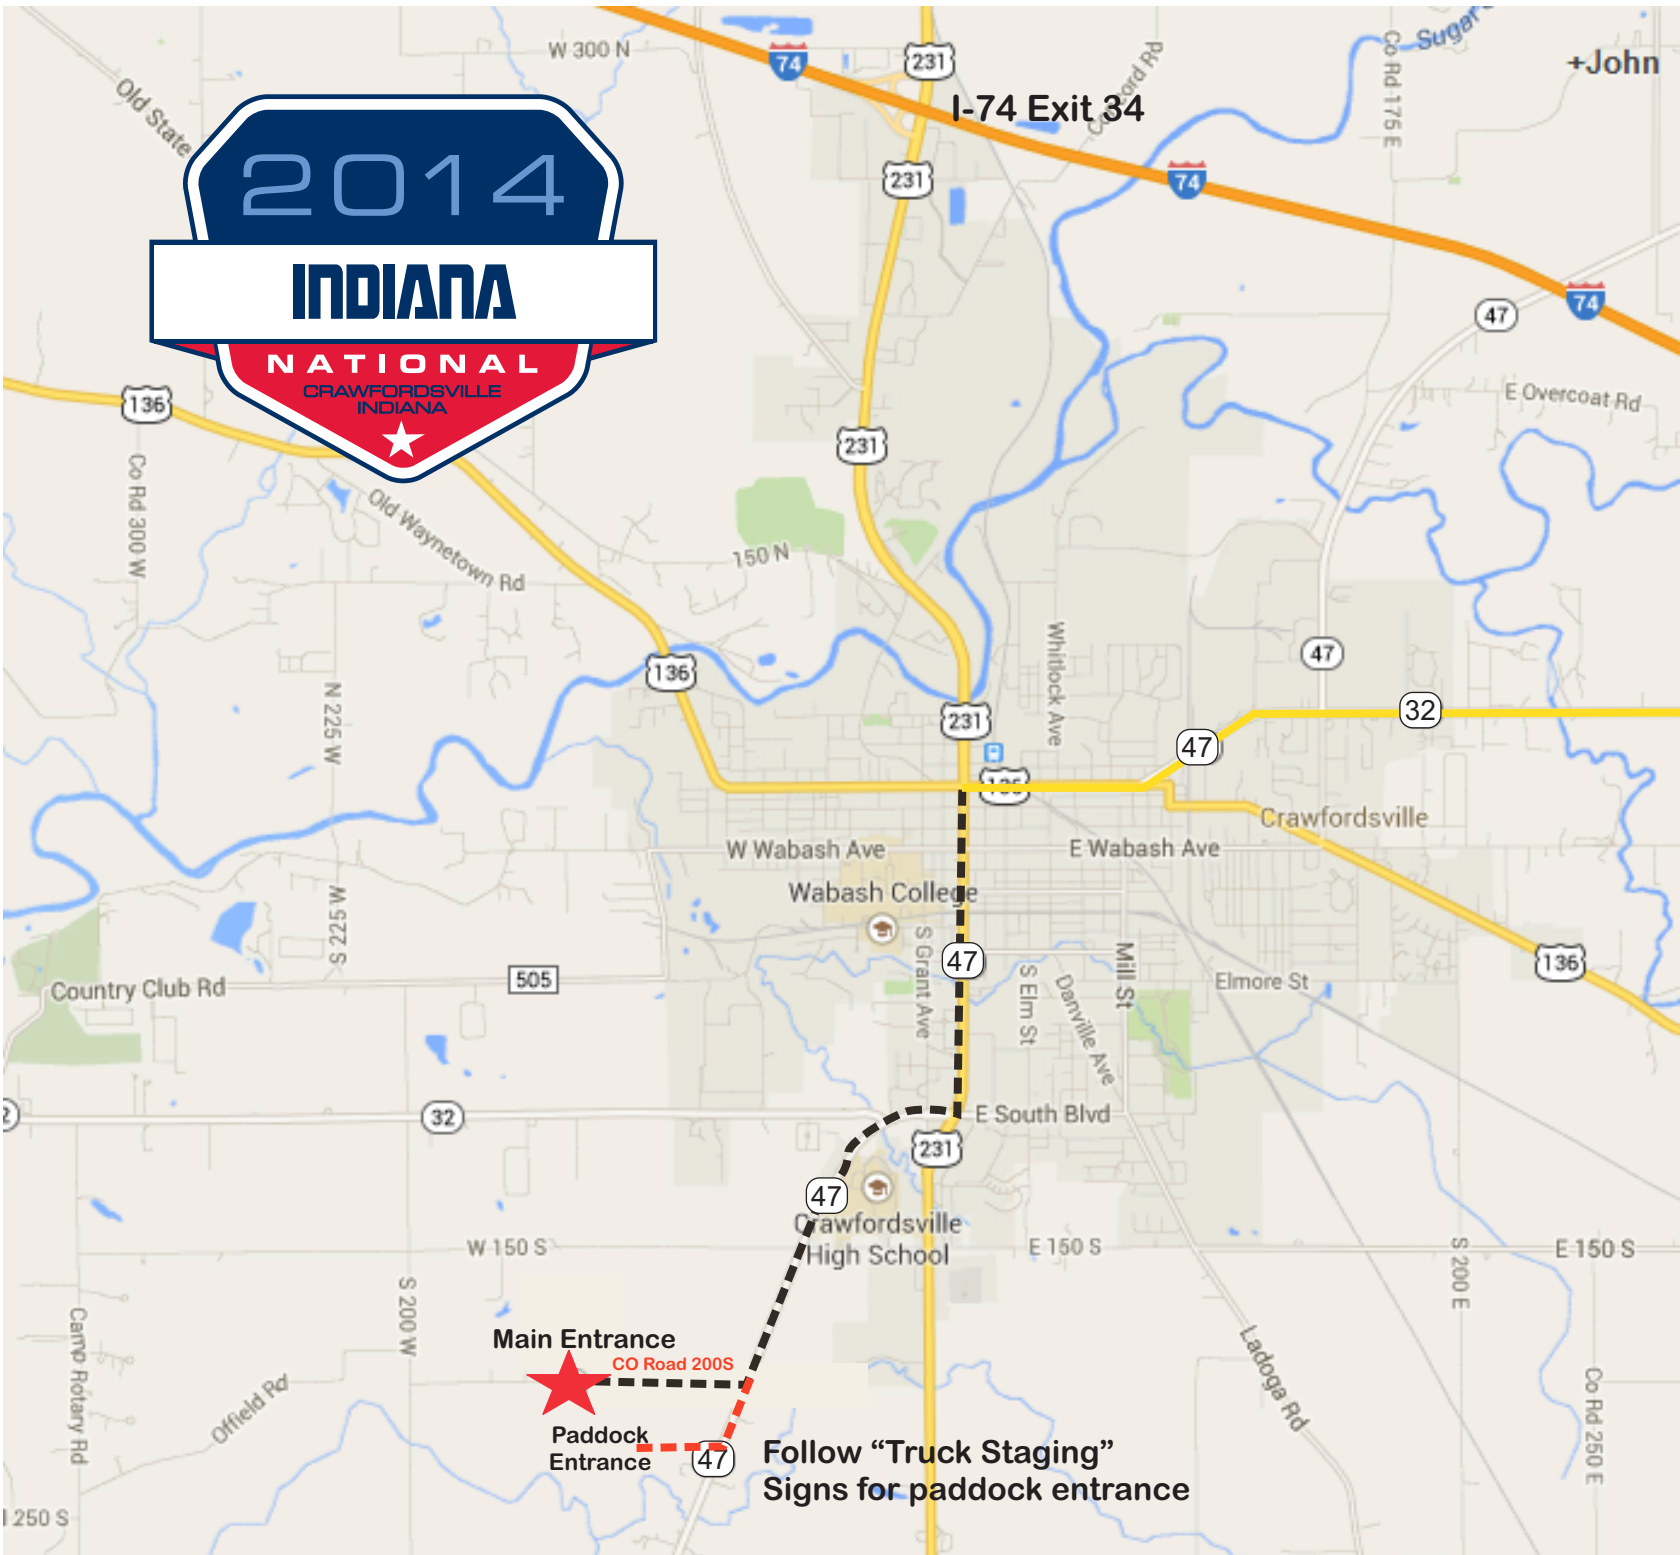 W 300 N
74
231
Co Rd 175 E
Sugar
+John
Old State
I-74 Exit 34
Concord Rd
2014
INDIANA
NATIONAL
CRAWFORDSVILLE
INDIANA
231
74
74
47
136
E Overcoat Rd
231
Co Rd 300 W
Old Waynetown Rd
150 N
136
Whitlock Ave
47
N 225 W
231
32
47
136
Crawfordsville
W Wabash Ave
E Wabash Ave
Wabash College
S 225 W
S Grant Ave
47
Mill St
136
505
Country Club Rd
S Elm St
Danville Ave
Elmore St
32
E South Blvd
231
47
Crawfordsville
High School
W 150 S
E 150 S
E 150 S
S 200 W
S 200 E
Camp Rotary Rd
Main Entrance
CO Road 200S
Ladoga Rd
Co Rd 250 E
Offield Rd
Paddock
Entrance
47
Follow “Truck Staging”
Signs for paddock entrance
250 S